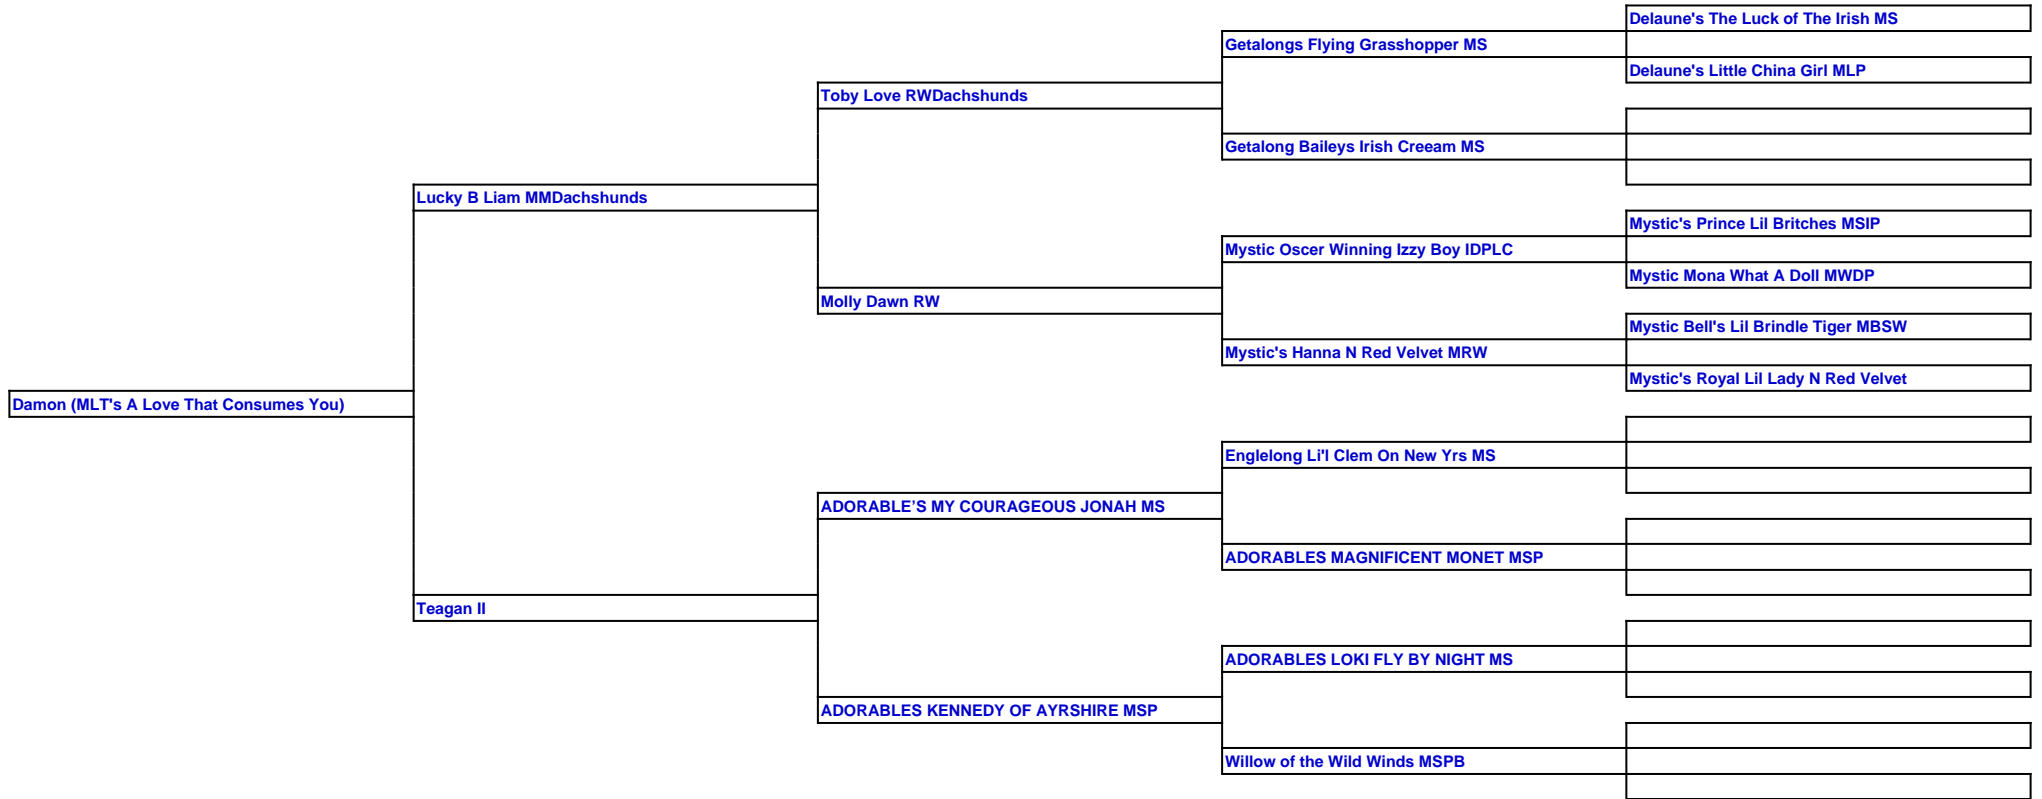 Delaune's The Luck of The Irish MS
Getalongs Flying Grasshopper MS
Delaune's Little China Girl MLP
Toby Love RWDachshunds
Getalong Baileys Irish Creeam MS
Lucky B Liam MMDachshunds
Mystic's Prince Lil Britches MSIP
Mystic Oscer Winning Izzy Boy IDPLC
Mystic Mona What A Doll MWDP
Molly Dawn RW
Mystic Bell's Lil Brindle Tiger MBSW
Mystic's Hanna N Red Velvet MRW
Mystic's Royal Lil Lady N Red Velvet
Damon (MLT's A Love That Consumes You)
Englelong Li'l Clem On New Yrs MS
ADORABLE’S MY COURAGEOUS JONAH MS
ADORABLES MAGNIFICENT MONET MSP
Teagan II
ADORABLES LOKI FLY BY NIGHT MS
ADORABLES KENNEDY OF AYRSHIRE MSP
Willow of the Wild Winds MSPB